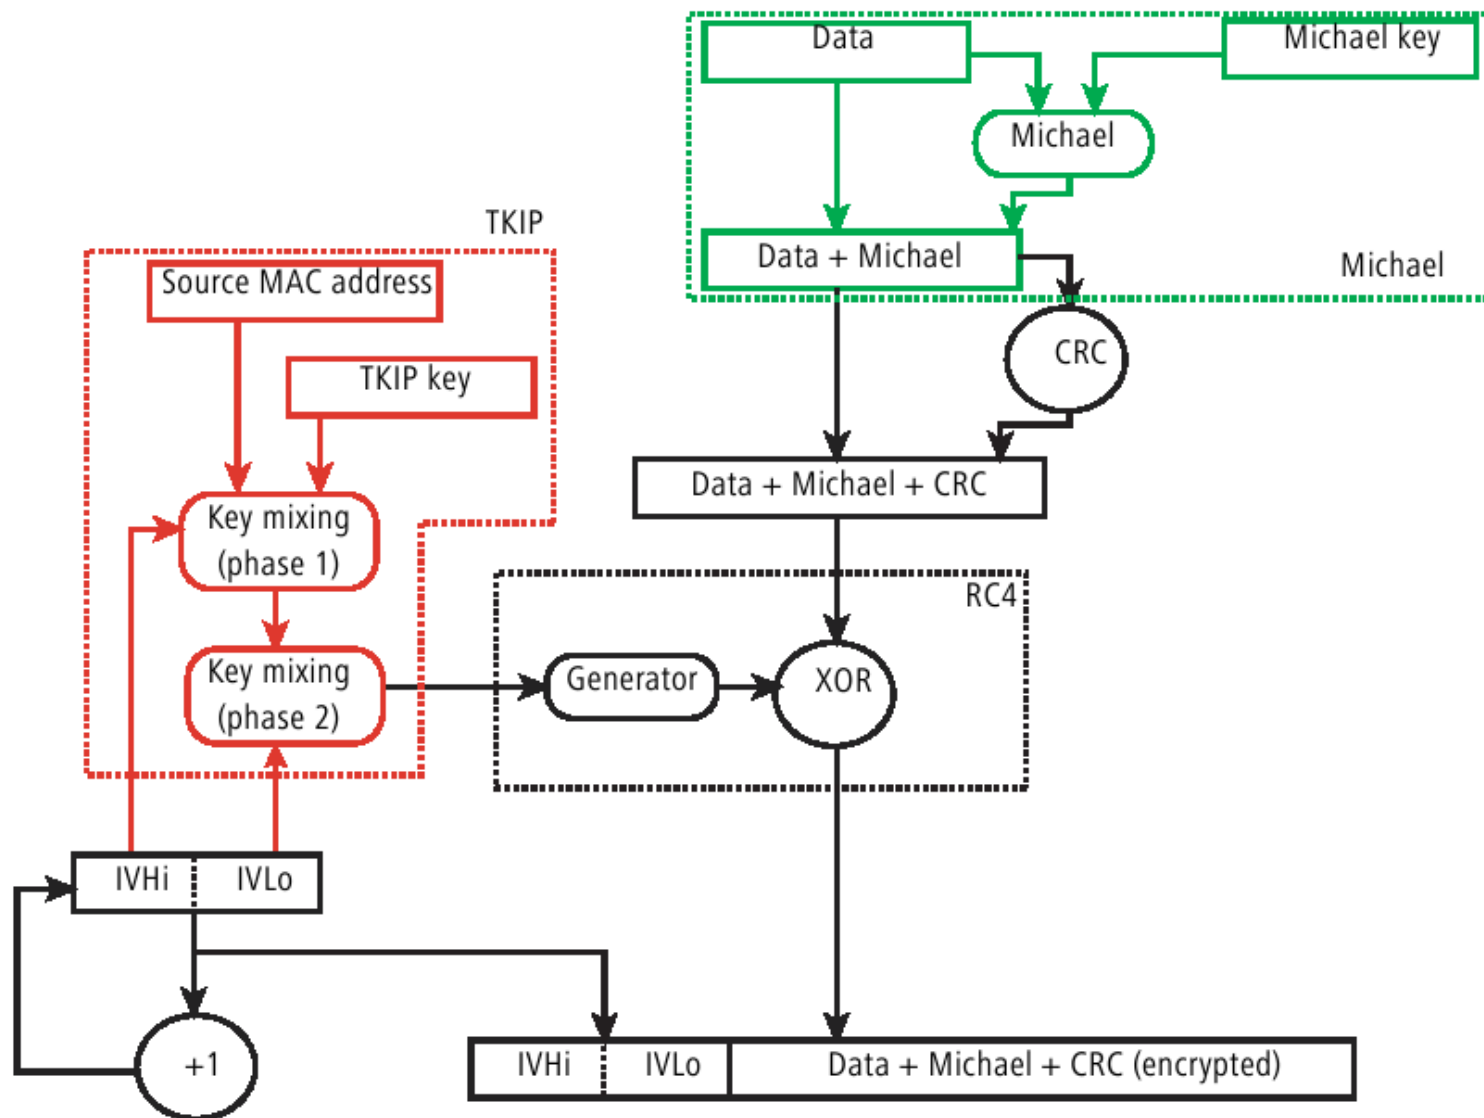 Data
Michael key
Michael
TKIP
Data + Michael
Michael
Source MAC address
CRC
TKIP key
Data + Michael + CRC
Key mixing
(phase 1)
RC4
Key mixing
(phase 2)
Generator
XOR
IVHi
IVLo
+1
IVHi
IVLo
Data + Michael + CRC (encrypted)